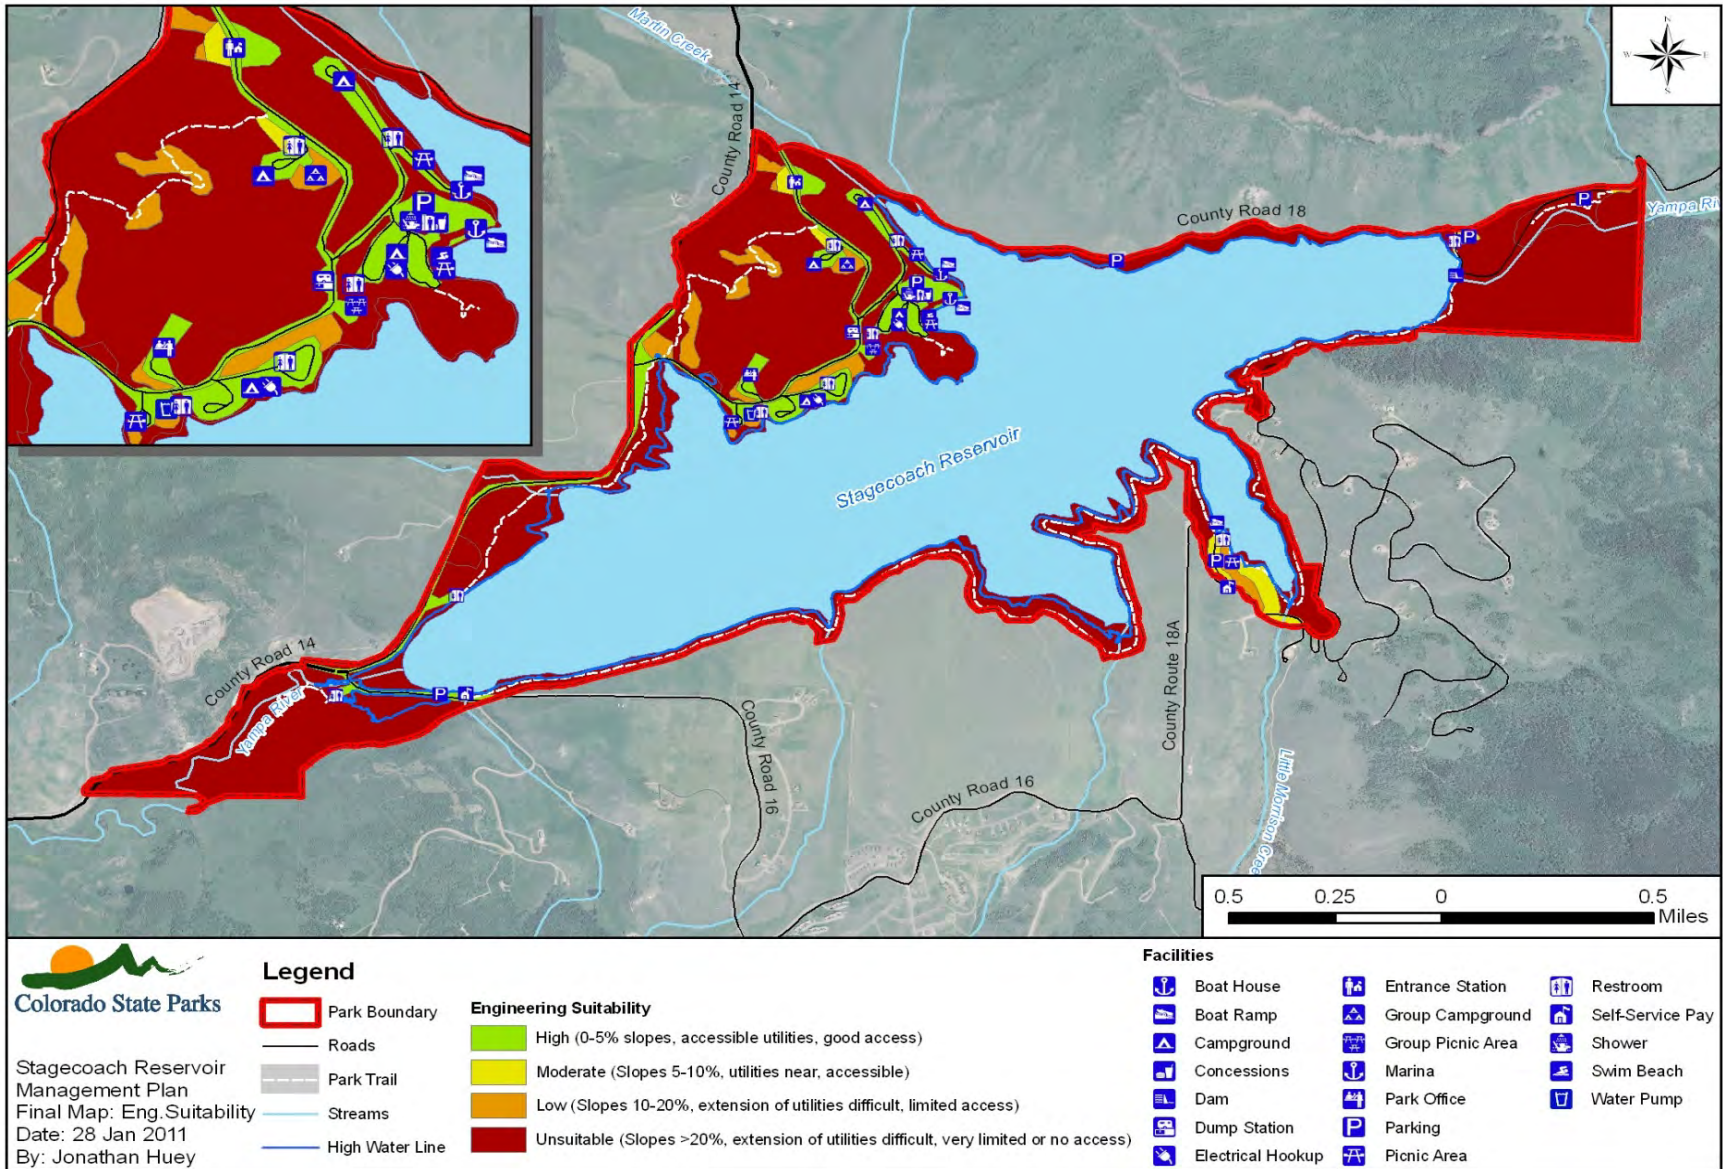 Martin Creek
County Road 14
N
W
E
S
County Road 18
Yampa Riv
Stagecoach Reservoir
County Road 14
Yampa River
County Road 16
County Road 16
County Route 18A
Little Morrison Cree
0.5 0.25 0 0.5
Miles
Colorado State Parks
Stagecoach Reservoir
Management Plan
Final Map: Eng.Suitability
Date: 28 Jan 2011
By: Jonathan Huey
Legend
Park Boundary
Roads
Park Trail
Streams
High Water Line
Engineering Suitability
High (0-5% slopes, accessible utilities, good access)
Moderate (Slopes 5-10%, utilities near, accessible)
Low (Slopes 10-20%, extension of utilities difficult, limited access)
Unsuitable (Slopes >20%, extension of utilities difficult, very limited or no access)
Facilities
Boat House
Boat Ramp
Campground
Concessions
Dam
Dump Station
Electrical Hookup
Entrance Station
Group Campground
Group Picnic Area
Marina
Park Office
P Parking
Picnic Area
Restroom
Self-Service Pay
Shower
Swim Beach
Water Pump
P
P
P
P
P
P
P